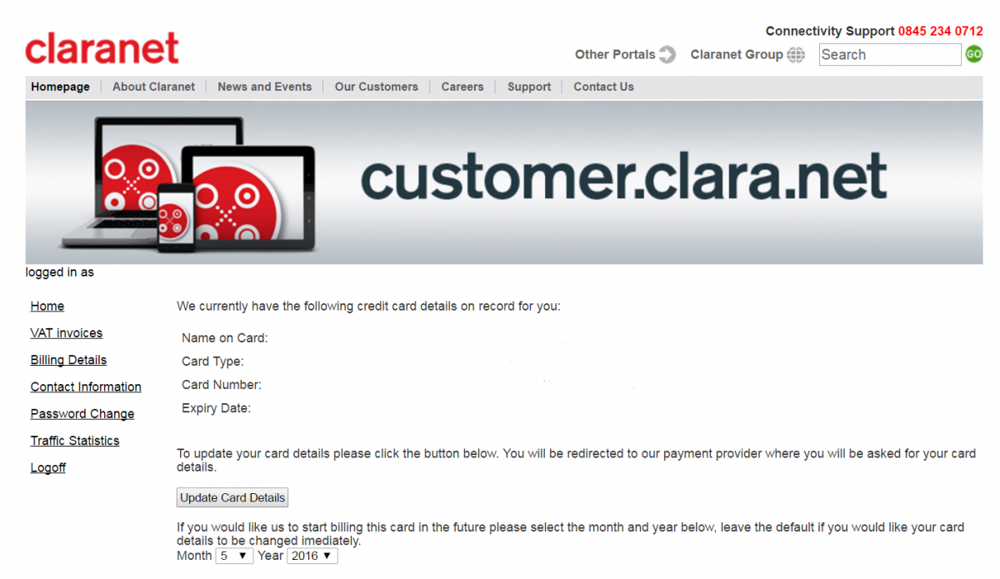 Connectivity Support 0845 234 0712
claranet
Other Portals Claranet Group Search GO
Homepage About Claranet News and Events Our Customers Careers Support Contact Us
customer.clara.net
logged in as
Home
VAT invoices
Billing Details
Contact Information
Password Change
Traffic Statistics
Logoff
We currently have the following credit card details on record for you:
Name on Card:
Card Type:
Card Number:
Expiry Date:
To update your card details please click the button below. You will be redirected to our payment provider where you will be asked for your card
details.
Update Card Details
If you would like us to start billing this card in the future please select the month and year below, leave the default if you would like your card
details to be changed imediately.
Month 5 Year 2016